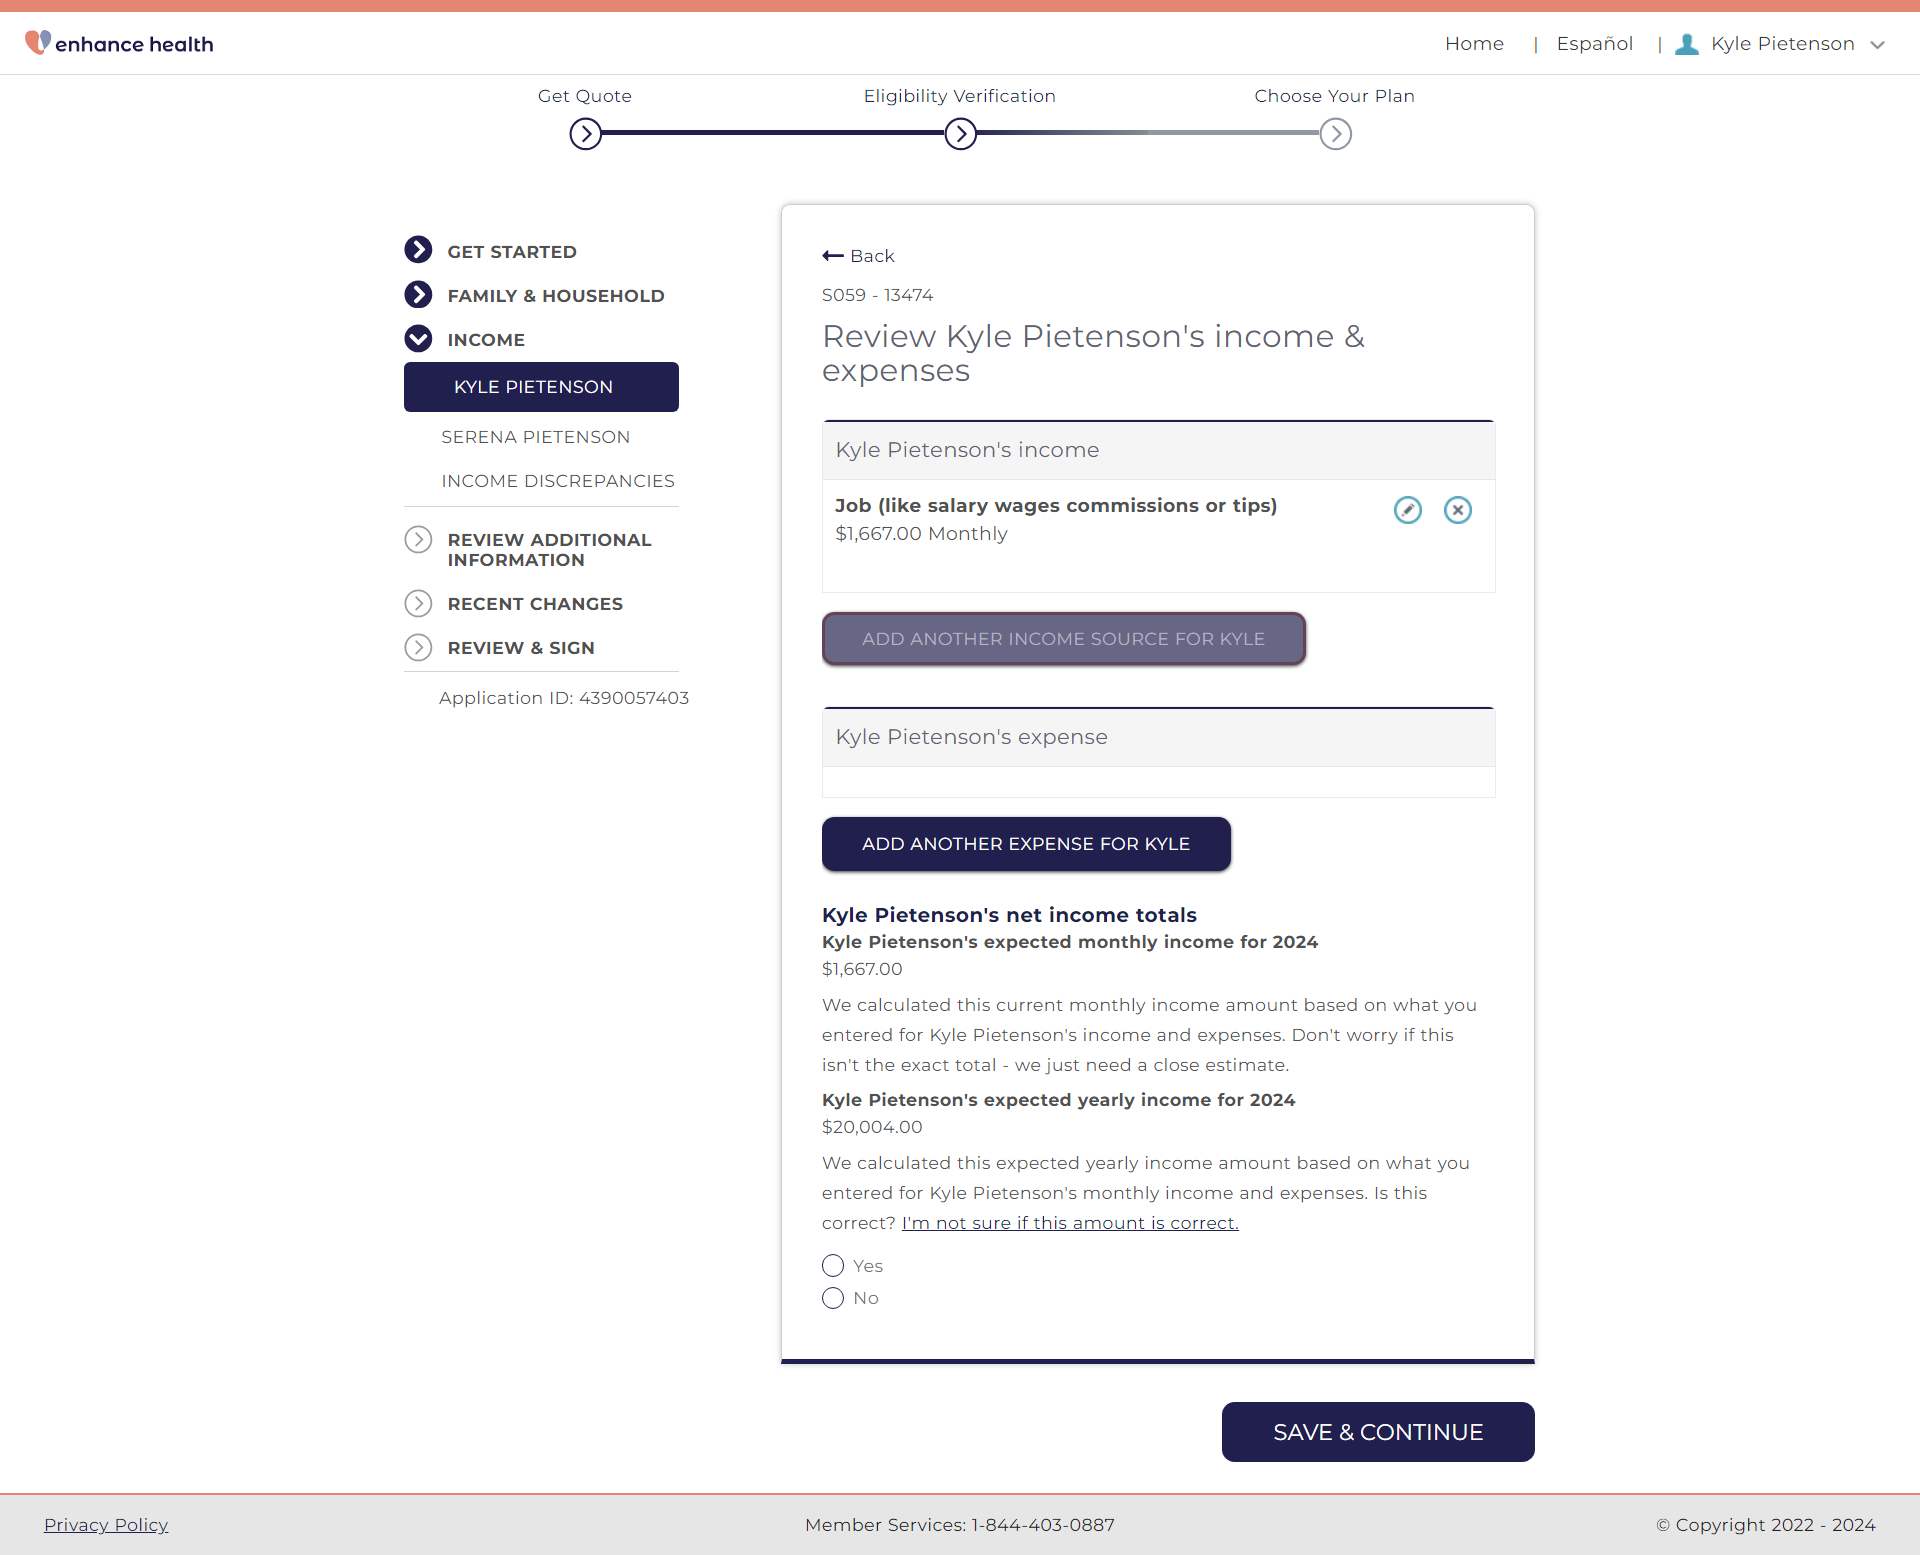 enhance health
Home | Español | Kyle Pietenson
Get Quote
Eligibility Verification
Choose Your Plan
GET STARTED
FAMILY & HOUSEHOLD
INCOME
KYLE PIETENSON
SERENA PIETENSON
INCOME DISCREPANCIES
REVIEW ADDITIONAL
INFORMATION
RECENT CHANGES
REVIEW & SIGN
Application ID: 4390057403
Back
S059 - 13474
Review Kyle Pietenson's income &
expenses
Kyle Pietenson's income
Job (like salary wages commissions or tips)
$1,667.00 Monthly
ADD ANOTHER INCOME SOURCE FOR KYLE
Kyle Pietenson's expense
ADD ANOTHER EXPENSE FOR KYLE
Kyle Pietenson's net income totals
Kyle Pietenson's expected monthly income for 2024
$1,667.00
We calculated this current monthly income amount based on what you
entered for Kyle Pietenson's income and expenses. Don't worry if this
isn't the exact total - we just need a close estimate.
Kyle Pietenson's expected yearly income for 2024
$20,004.00
We calculated this expected yearly income amount based on what you
entered for Kyle Pietenson's monthly income and expenses. Is this
correct? I'm not sure if this amount is correct.
Yes
No
SAVE & CONTINUE
Privacy Policy
Member Services: 1-844-403-0887
© Copyright 2022 - 2024